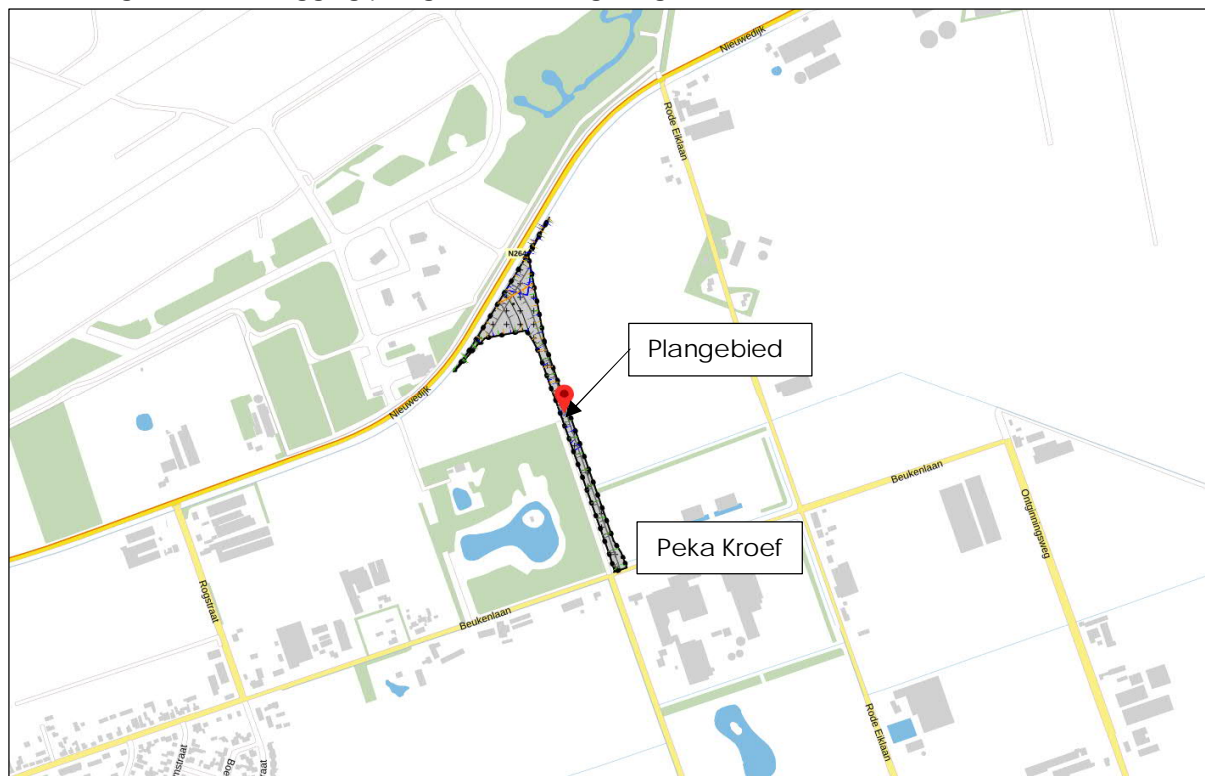 Nieuwedijk
Rode Eiklaan
N264
Plangebied
Nieuwedijk
Beukenlaan
Ontginningsweg
Peka Kroef
Rogstraat
Beukenlaan
Rode Eiklaan